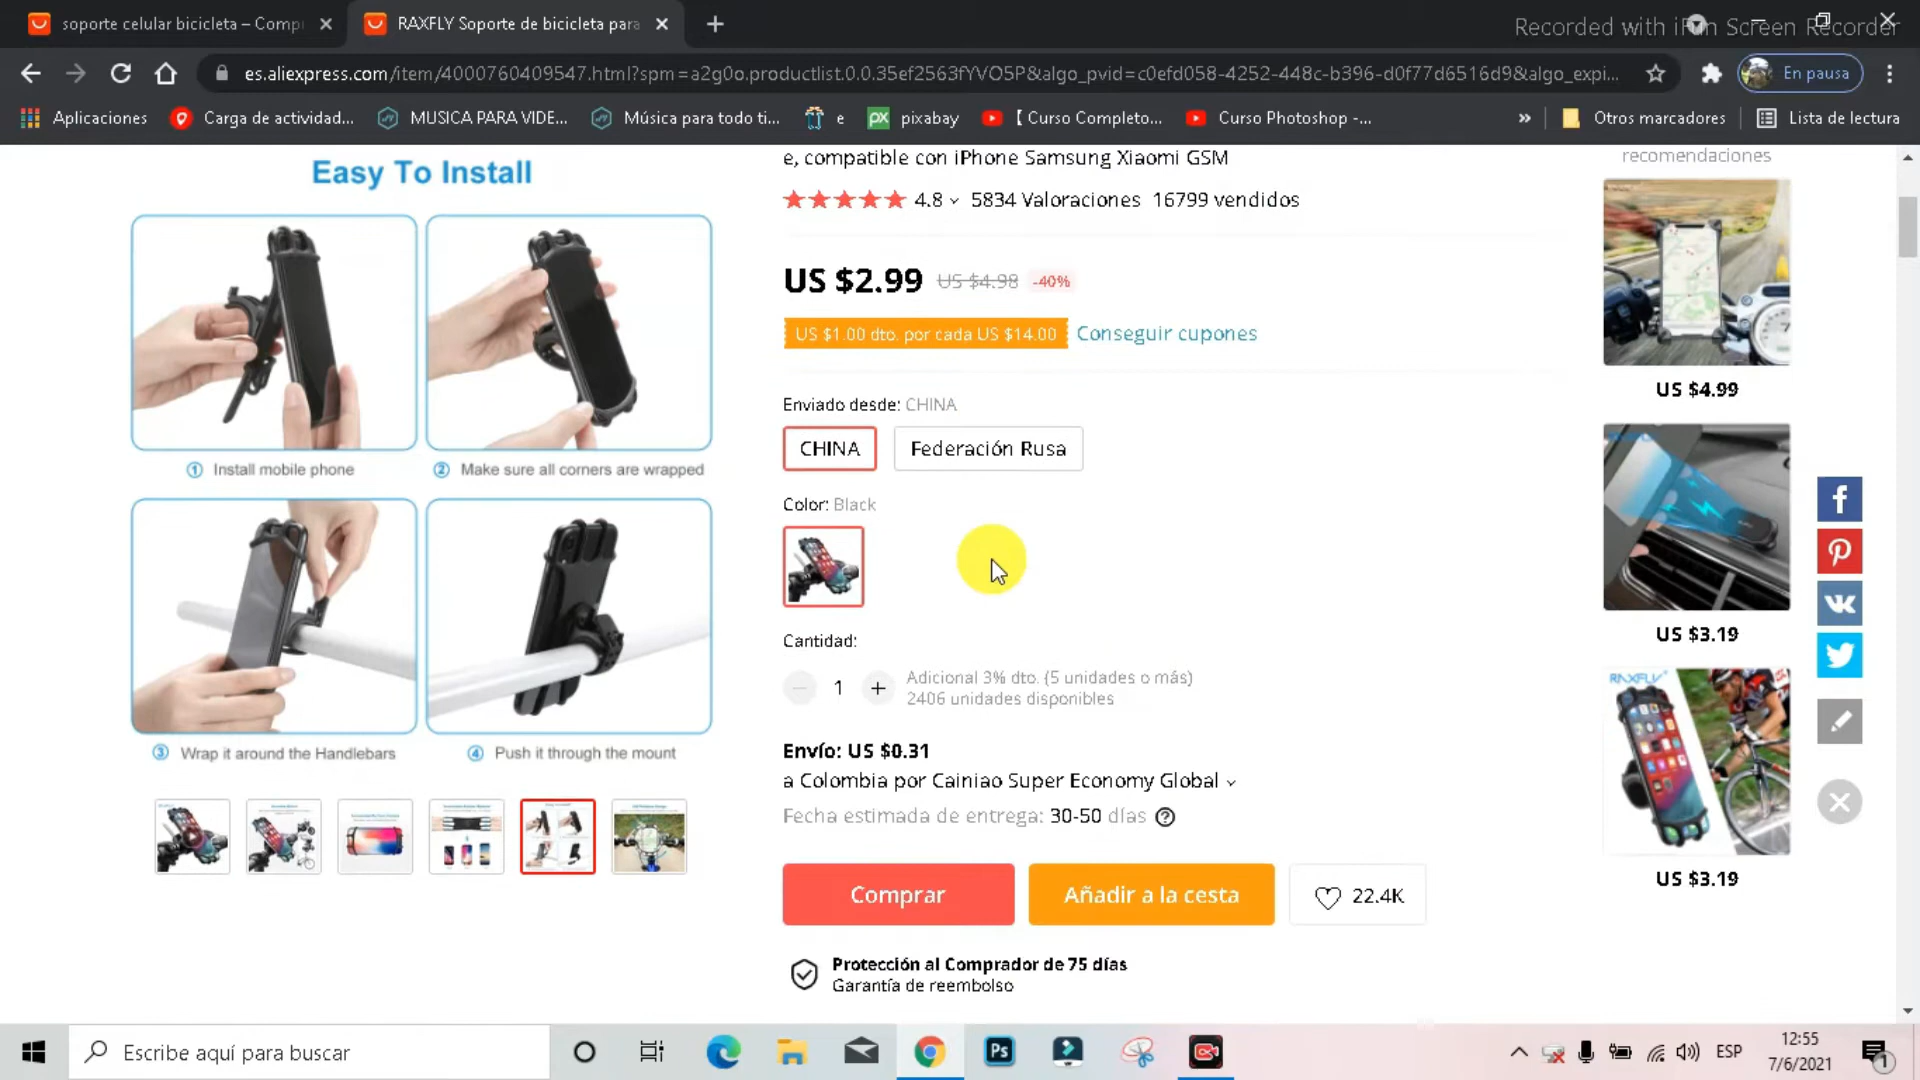 soporte celular bicicleta – Comp
RAXFLY Soporte de bicicleta para
Recorded with iFun Screen Recorder
es.aliexpress.com/item/4000760409547.html?spm=a2g0o.productlist.0.0.35ef2563fYVO5P&algo_pvid=c0efd058-4252-448c-b396-d0f77d6516d9&algo_expi...
En pausa
Aplicaciones
Carga de actividad...
MUSICA PARA VIDE...
Música para todo ti...
e
pixabay
【 Curso Completo...
Curso Photoshop -...
»
Otros marcadores
Lista de lectura
Easy To Install
① Install mobile phone
② Make sure all corners are wrapped
③ Wrap it around the Handlebars
④ Push it through the mount
e, compatible con iPhone Samsung Xiaomi GSM
4.8 5834 Valoraciones 16799 vendidos
US $2.99 US $4.98 -40%
US $1.00 dto. por cada US $14.00 Conseguir cupones
Enviado desde: CHINA
CHINA Federación Rusa
Color: Black
Cantidad:
1
Adicional 3% dto. (5 unidades o más)
2406 unidades disponibles
Envío: US $0.31
a Colombia por Cainiao Super Economy Global
Fecha estimada de entrega: 30-50 días
Comprar
Añadir a la cesta
22.4K
Protección al Comprador de 75 días
Garantía de reembolso
recomendaciones
US $4.99
US $3.19
RAXFLY
US $3.19
Escribe aquí para buscar
Ps
ESP
12:55
7/6/2021
1